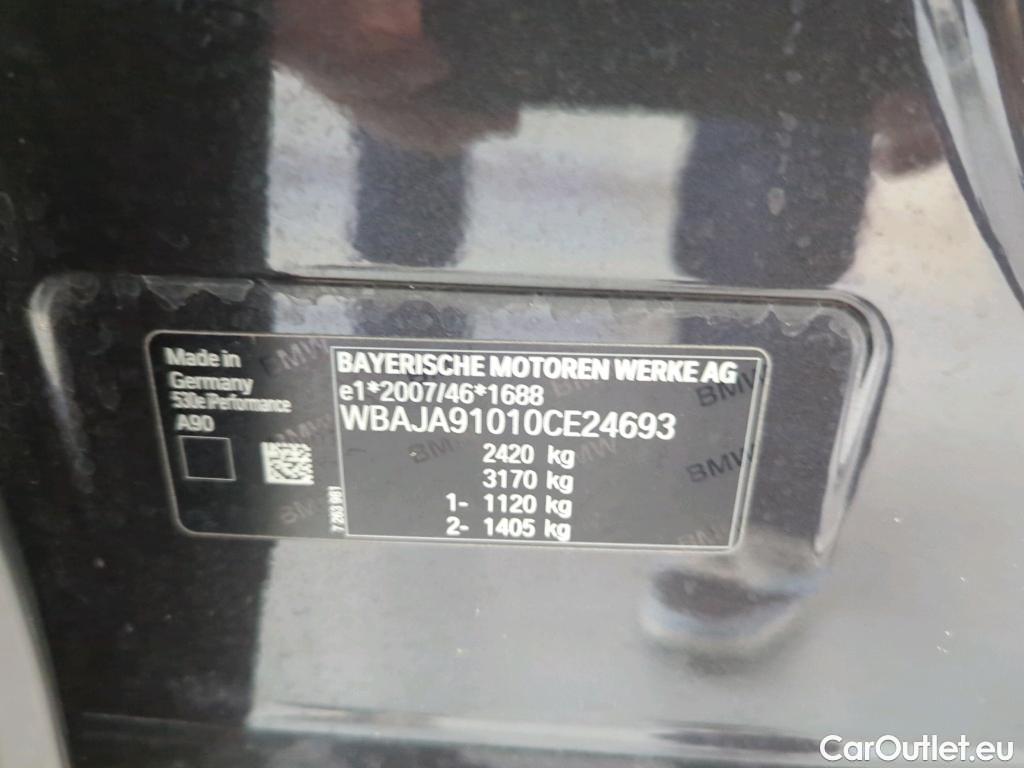 Made in
Germany
530e iPerformance
A90
BAYERISCHE MOTOREN WERKE AG
e1*2007/46*1688
WBAJA91010CE24693
2420 kg
3170 kg
1- 1120 kg
2- 1405 kg
BMW
BMW
BMW
BMW
CarOutlet.eu